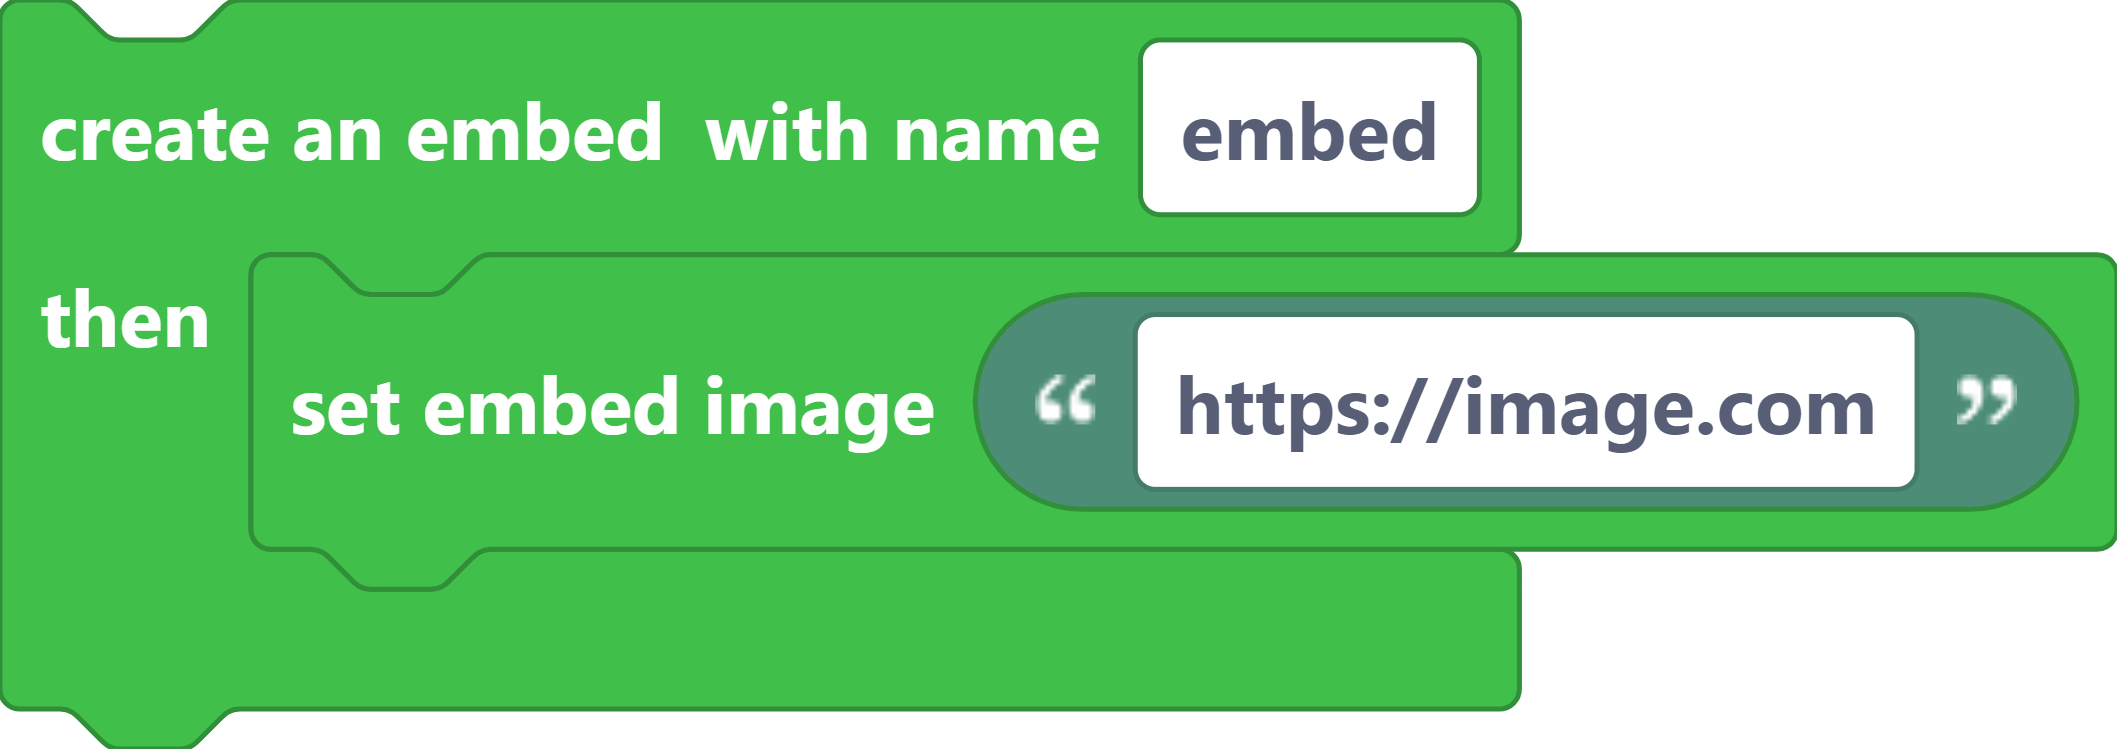 create an embed with name embed
then
set embed image “ https://image.com ”